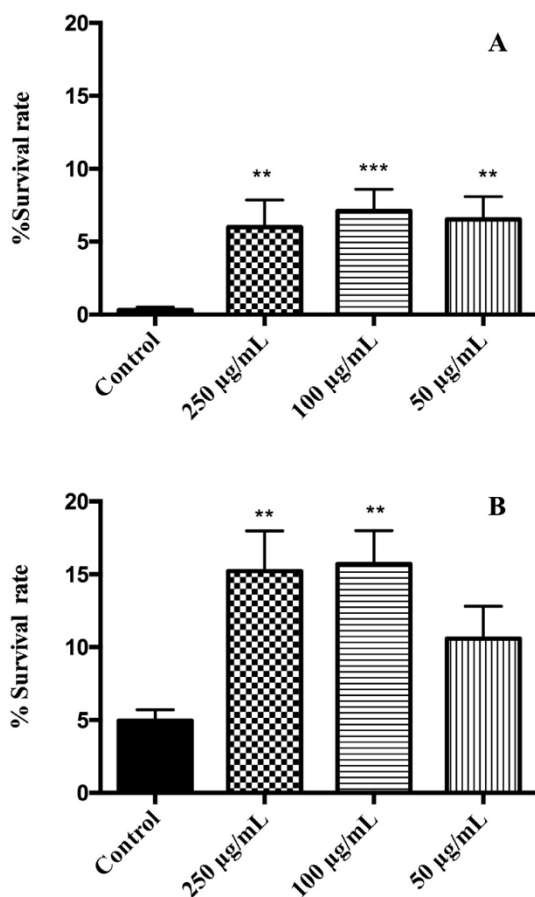 A
%Survival rate
20
15
10
5
0
** *** **
Control
250 µg/mL
100 µg/mL
50 µg/mL
B
% Survival rate
20
15
10
5
0
** **
Control
250 µg/mL
100 µg/mL
50 µg/mL